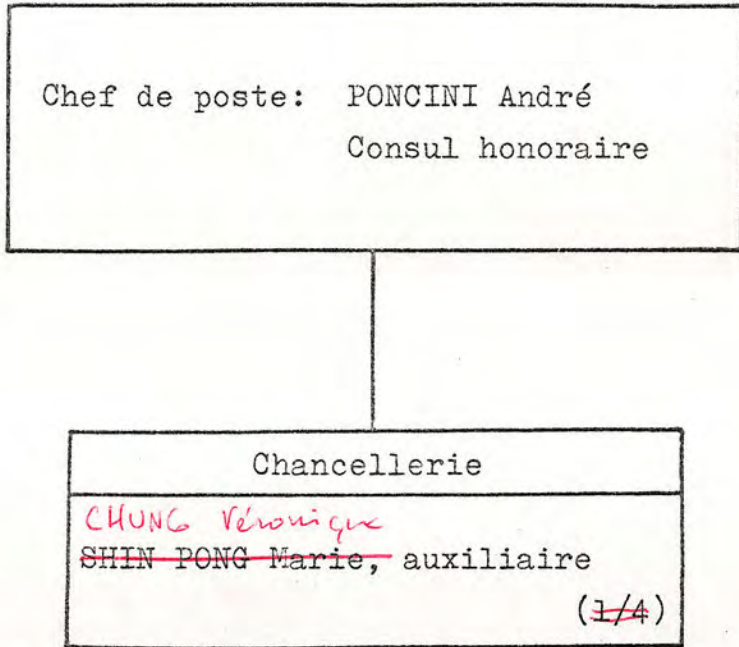 Chef de poste: PONCINI André
Consul honoraire
Chancellerie
CHUNG Véronique
SHIN PONG Marie, auxiliaire
(1/4)